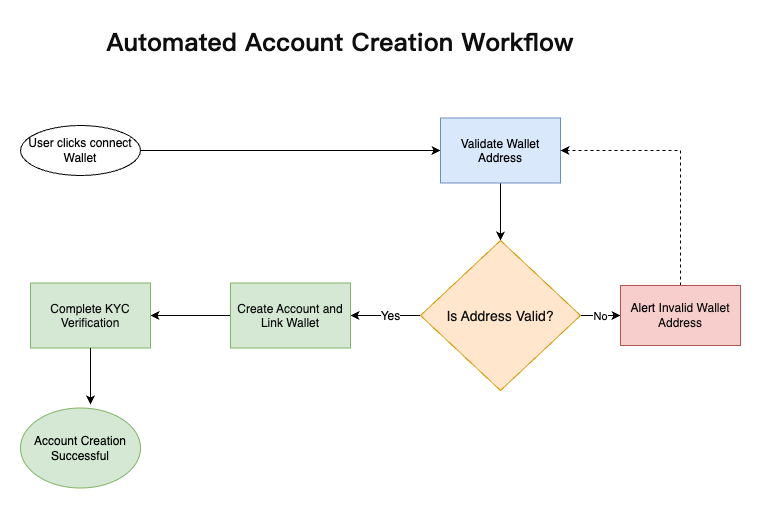 Automated Account Creation Workflow
User clicks connect
Wallet
Validate Wallet
Address
Complete KYC
Verification
Create Account and
Link Wallet
Yes
Is Address Valid?
No
Alert Invalid Wallet
Address
Account Creation
Successful